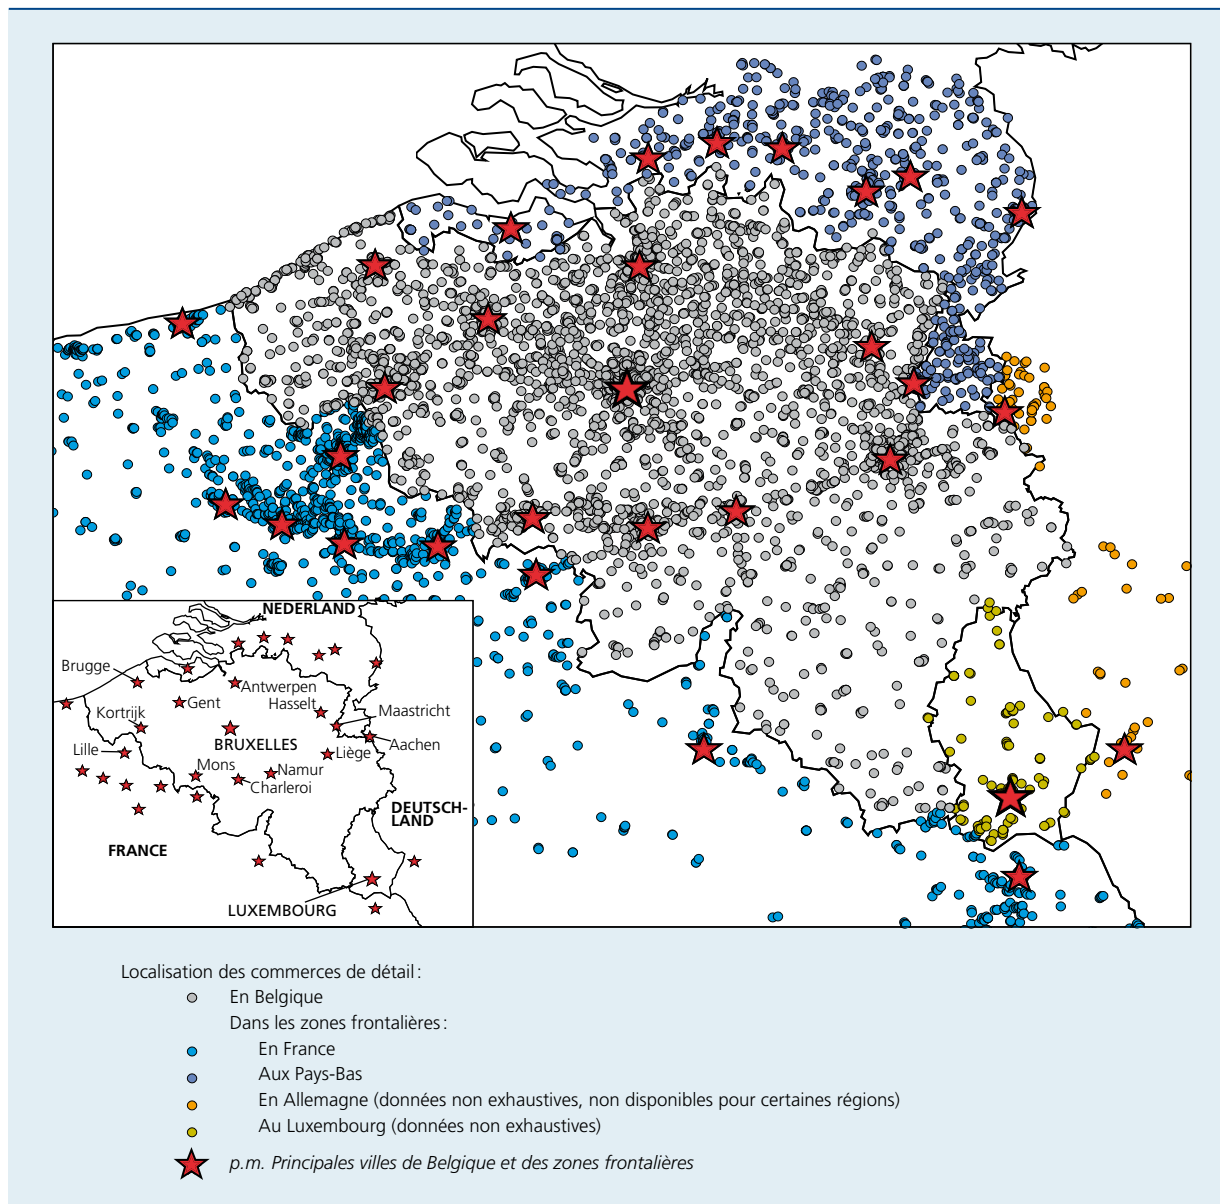 NEDERLAND
Brugge
Antwerpen
Gent
Hasselt
Kortrijk
Maastricht
BRUXELLES
Aachen
Lille
Liège
Mons
Namur
Charleroi
DEUTSCH-
LAND
FRANCE
LUXEMBOURG
Localisation des commerces de détail :
En Belgique
Dans les zones frontalières :
En France
Aux Pays-Bas
En Allemagne (données non exhaustives, non disponibles pour certaines régions)
Au Luxembourg (données non exhaustives)
p.m. Principales villes de Belgique et des zones frontalières